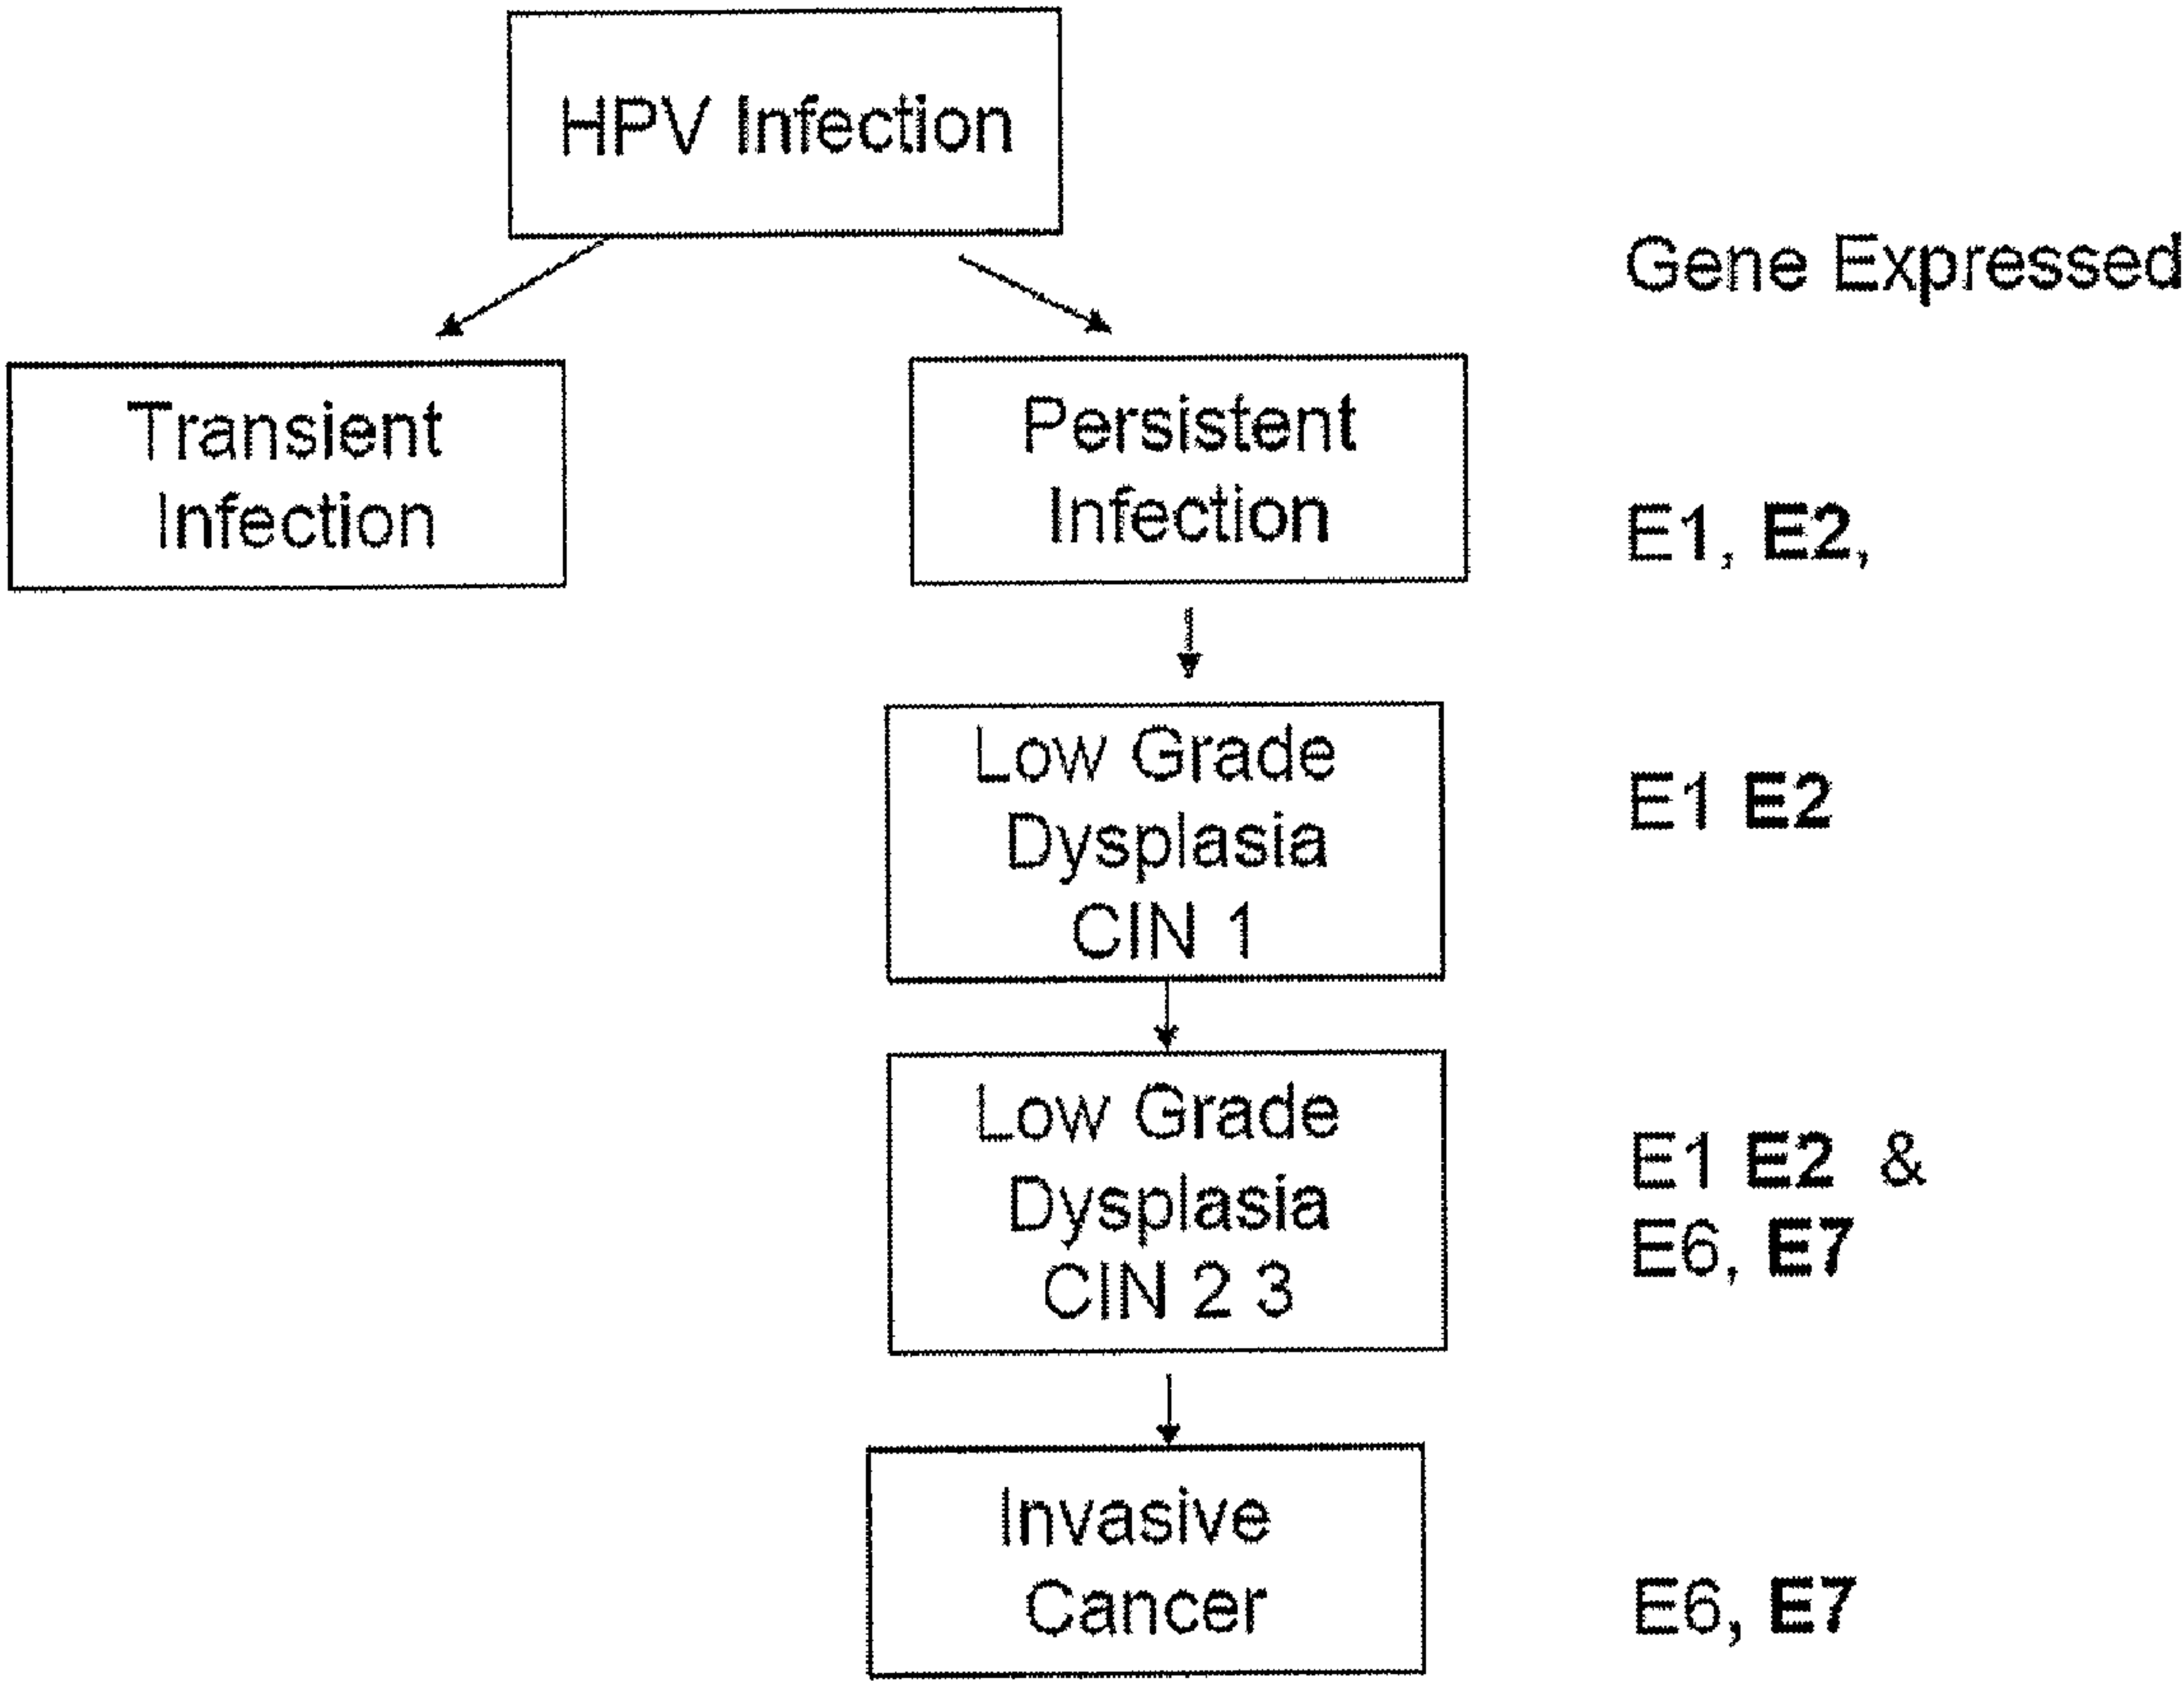 HPV Infection
Gene Expressed
Transient
Infection
Persistent
Infection
E1, E2,
Low Grade
Dysplasia
CIN 1
E1 E2
Low Grade
Dysplasia
CIN 2 3
E1 E2 &
E6, E7
Invasive
Cancer
E6, E7